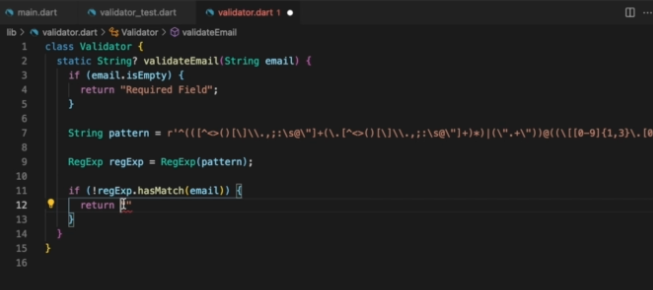 main.dart validator_test.dart validator.dart 1
lib > validator.dart > Validator > validateEmail
1 class Validator {
2 static String? validateEmail(String email) {
3 if (email.isEmpty) {
4 return "Required Field";
5 }
6
7 String pattern = r'^(([^<>()[\]\\.,;:\s@\"]+(\.[^<>()[\]\\.,;:\s@\"]+)*)|(\".+\"))@((\[[0-9]{1,3}\.[0
8
9 RegExp regExp = RegExp(pattern);
10
11 if (!regExp.hasMatch(email)) {
12 return ""
13 }
14 }
15 }
16